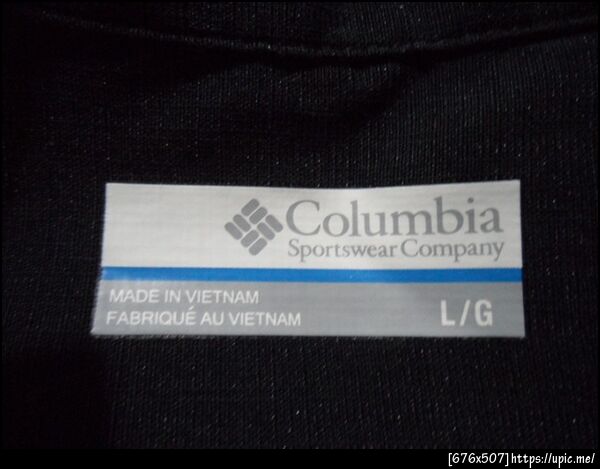 Columbia
Sportswear Company
MADE IN VIETNAM
FABRIQUÉ AU VIETNAM
L/G
[676x507]https://upic.me/